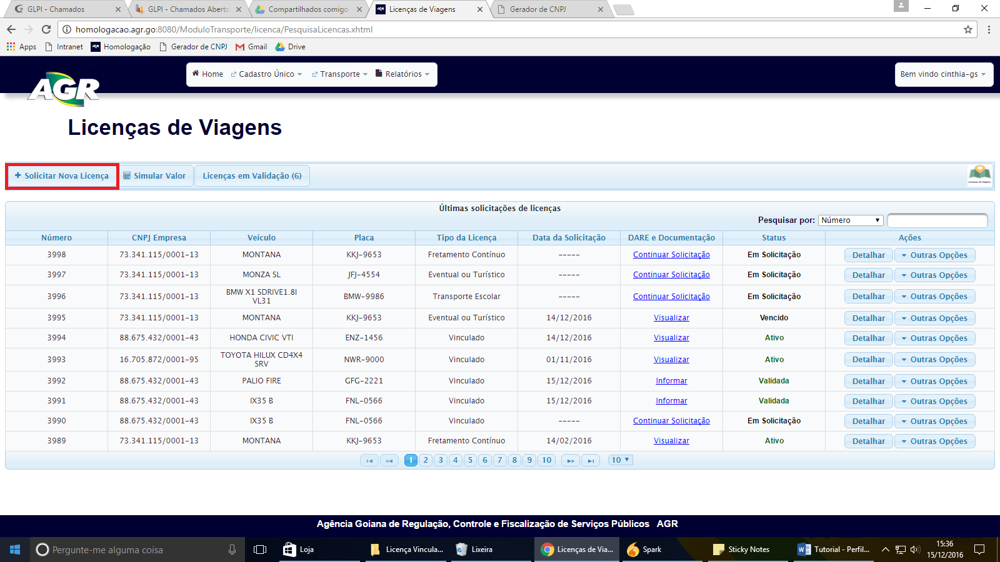 GLPI - Chamados
GLPI - Chamados Aberto
Compartilhados comigo
AGR Licenças de Viagens
Gerador de CNPJ
homologacao.agr.go:8080/ModuloTransporte/licenca/PesquisaLicencas.xhtml
Apps Intranet AGR Homologação Gerador de CNPJ Gmail Drive
AGR
Home Cadastro Único Transporte Relatórios
Bem vindo cinthia-gs
Licenças de Viagens
+ Solicitar Nova Licença Simular Valor Licenças em Validação (6)
Últimas solicitações de licenças
Pesquisar por: Número
Número CNPJ Empresa Veículo Placa Tipo da Licença Data da Solicitação DARE e Documentação Status Ações
3998 73.341.115/0001-13 MONTANA KKJ-9653 Fretamento Contínuo ----- Continuar Solicitação Em Solicitação Detalhar Outras Opções
3997 73.341.115/0001-13 MONZA SL JFJ-4554 Eventual ou Turístico ----- Continuar Solicitação Em Solicitação Detalhar Outras Opções
3996 73.341.115/0001-13 BMW X1 SDRIVE1.8I VL31 BMW-9986 Transporte Escolar ----- Continuar Solicitação Em Solicitação Detalhar Outras Opções
3995 73.341.115/0001-13 MONTANA KKJ-9653 Eventual ou Turístico 14/12/2016 Visualizar Vencido Detalhar Outras Opções
3994 88.675.432/0001-43 HONDA CIVIC VTI ENZ-1456 Vinculado 14/12/2016 Visualizar Ativo Detalhar Outras Opções
3993 16.705.872/0001-95 TOYOTA HILUX CD4X4 SRV NWR-9000 Vinculado 01/11/2016 Visualizar Ativo Detalhar Outras Opções
3992 88.675.432/0001-43 PALIO FIRE GFG-2221 Vinculado 15/12/2016 Informar Validada Detalhar Outras Opções
3991 88.675.432/0001-43 IX35 B FNL-0566 Vinculado 15/12/2016 Informar Validada Detalhar Outras Opções
3990 88.675.432/0001-43 IX35 B FNL-0566 Vinculado ----- Continuar Solicitação Em Solicitação Detalhar Outras Opções
3989 73.341.115/0001-13 MONTANA KKJ-9653 Fretamento Contínuo 14/02/2016 Visualizar Ativo Detalhar Outras Opções
1 2 3 4 5 6 7 8 9 10 10
Agência Goiana de Regulação, Controle e Fiscalização de Serviços Públicos AGR
Pergunte-me alguma coisa
Loja
Licença Vincula...
Lixeira
Licenças de Via...
Spark
Sticky Notes
Tutorial - Perfil...
15:36
15/12/2016